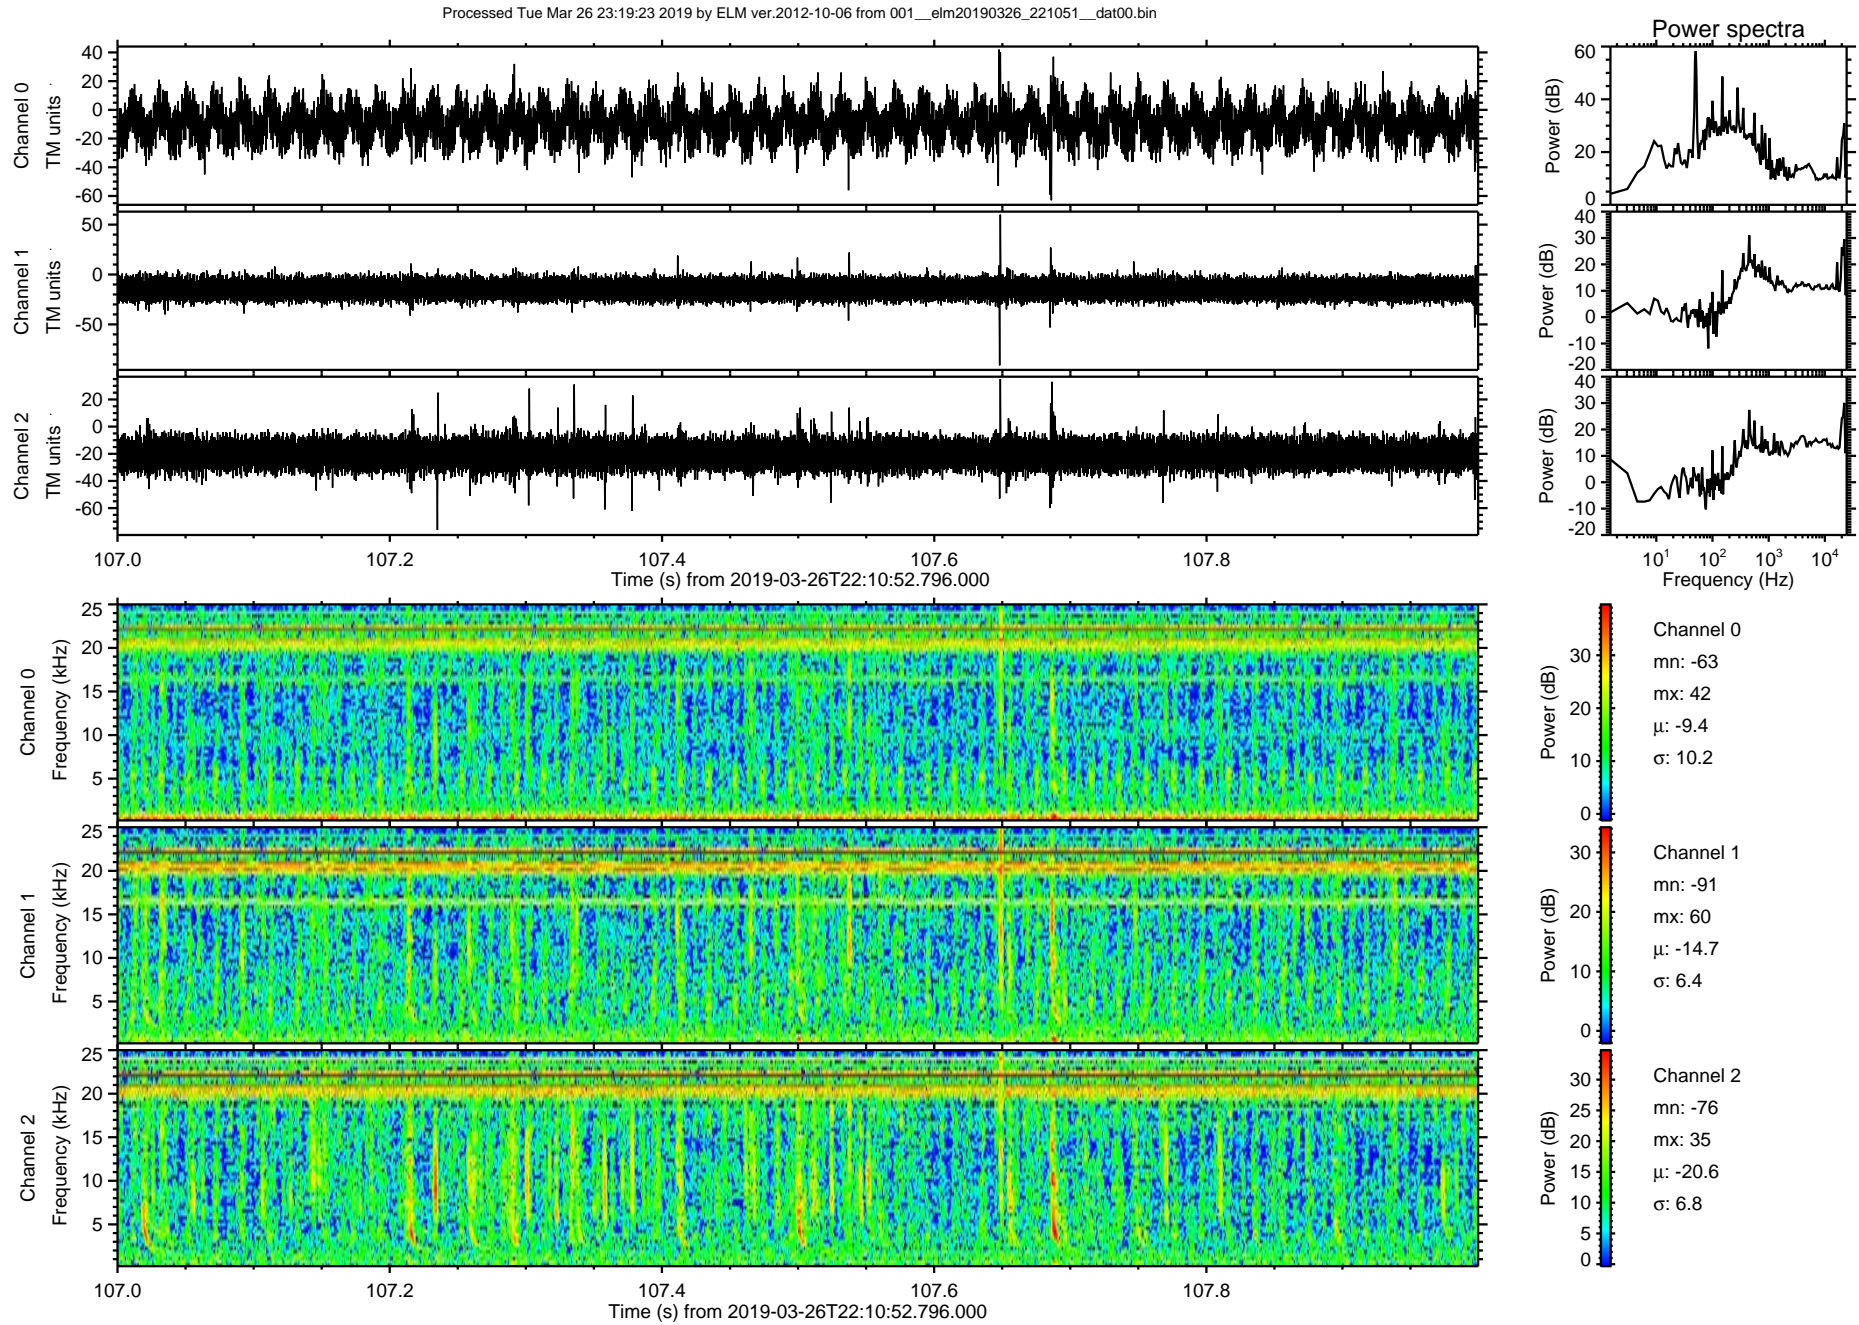 Processed Tue Mar 26 23:19:23 2019 by ELM ver.2012-10-06 from 001__elm20190326_221051__dat00.bin
Power spectra
Channel 0
TM units
40
20
0
-20
-40
-60
Power (dB)
60
40
20
0
Channel 1
TM units
50
0
-50
Power (dB)
40
30
20
10
0
-10
-20
Channel 2
TM units
20
0
-20
-40
-60
Power (dB)
40
30
20
10
0
-10
-20
107.0 107.2 107.4 107.6 107.8
Time (s) from 2019-03-26T22:10:52.796.000
10¹ 10² 10³ 10⁴
Frequency (Hz)
Channel 0
Frequency (kHz)
25
20
15
10
5
Power (dB)
30
20
10
0
Channel 0
mn: -63
mx: 42
μ: -9.4
σ: 10.2
Channel 1
Frequency (kHz)
25
20
15
10
5
Power (dB)
30
20
10
0
Channel 1
mn: -91
mx: 60
μ: -14.7
σ: 6.4
Channel 2
Frequency (kHz)
25
20
15
10
5
Power (dB)
30
25
20
15
10
5
0
Channel 2
mn: -76
mx: 35
μ: -20.6
σ: 6.8
107.0 107.2 107.4 107.6 107.8
Time (s) from 2019-03-26T22:10:52.796.000